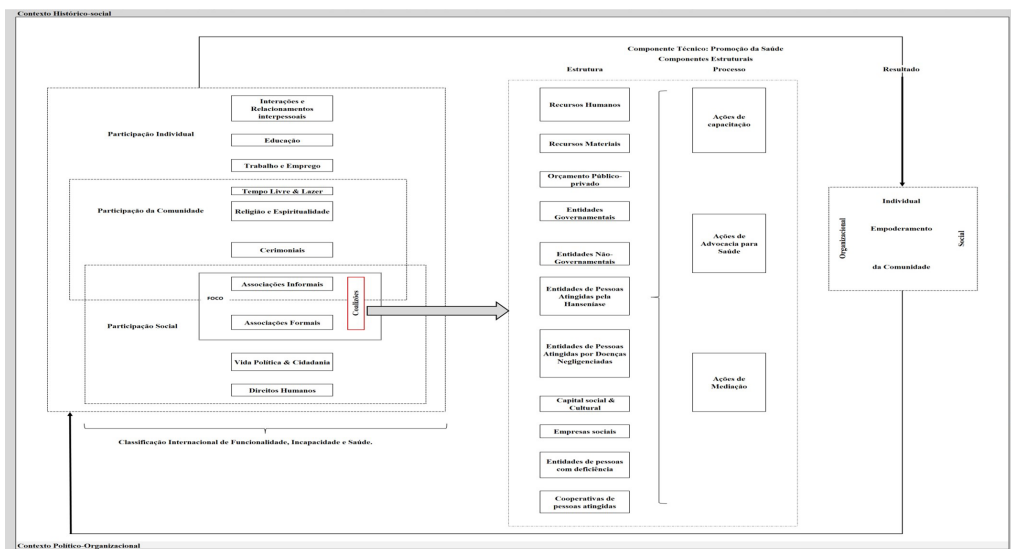 Contexto Histórico-social
Componente Técnico: Promoção da Saúde
Componentes Estruturais
Estrutura
Processo
Resultado
Participação Individual
Interações e
Relacionamentos
interpessoais
Educação
Trabalho e Emprego
Participação da Comunidade
Tempo Livre & Lazer
Religião e Espiritualidade
Cerimoniais
Participação Social
FOCO
Associações Informais
Associações Formais
Coalizões
Vida Política & Cidadania
Direitos Humanos
Classificação Internacional de Funcionalidade, Incapacidade e Saúde.
Recursos Humanos
Recursos Materiais
Orçamento Público-
privado
Entidades
Governamentais
Entidades Não-
Governamentais
Entidades de Pessoas
Atingidas pela
Hanseníase
Entidades de Pessoas
Atingidas por Doenças
Negligenciadas
Capital social &
Cultural
Empresas sociais
Entidades de pessoas
com deficiência
Cooperativas de
pessoas atingidas
Ações de
capacitação
Ações de
Advocacia para
Saúde
Ações de
Mediação
Organizacional
Individual
Empoderamento
da Comunidade
Social
Contexto Político-Organizacional